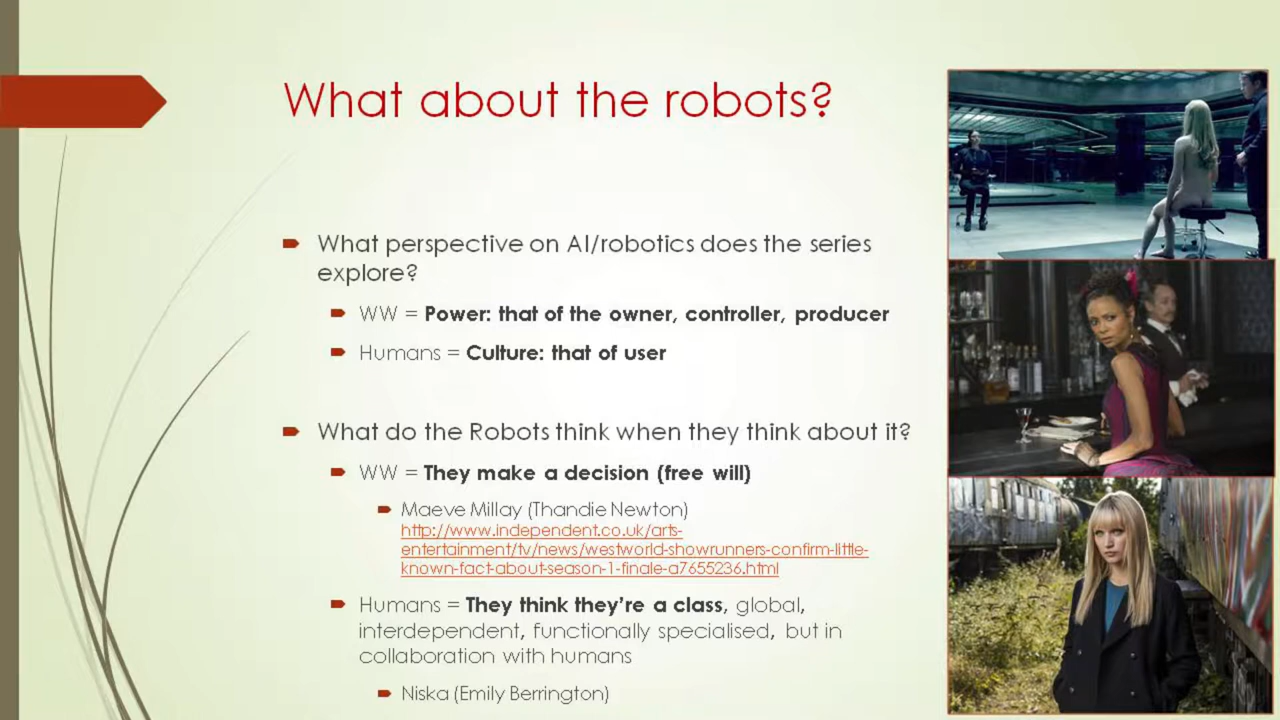 What about the robots?
What perspective on AI/robotics does the series
explore?
WW = Power: that of the owner, controller, producer
Humans = Culture: that of user
What do the Robots think when they think about it?
WW = They make a decision (free will)
Maeve Millay (Thandie Newton)
http://www.independent.co.uk/arts-
entertainment/tv/news/westworld-showrunners-confirm-little-
known-fact-about-season-1-finale-a7655236.html
Humans = They think they're a class, global,
interdependent, functionally specialised, but in
collaboration with humans
Niska (Emily Berrington)